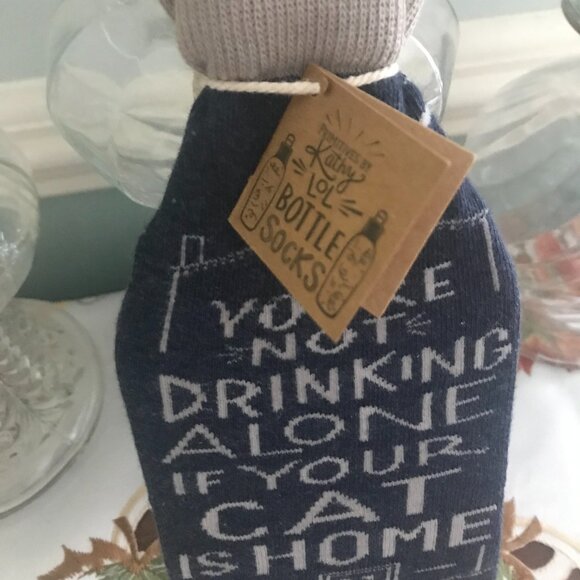 PRIMITIVES BY
Kathy
LOL
BOTTLE
SOCKS
YOU'RE
NOT
DRINKING
ALONE
IF YOUR
CAT
IS HOME